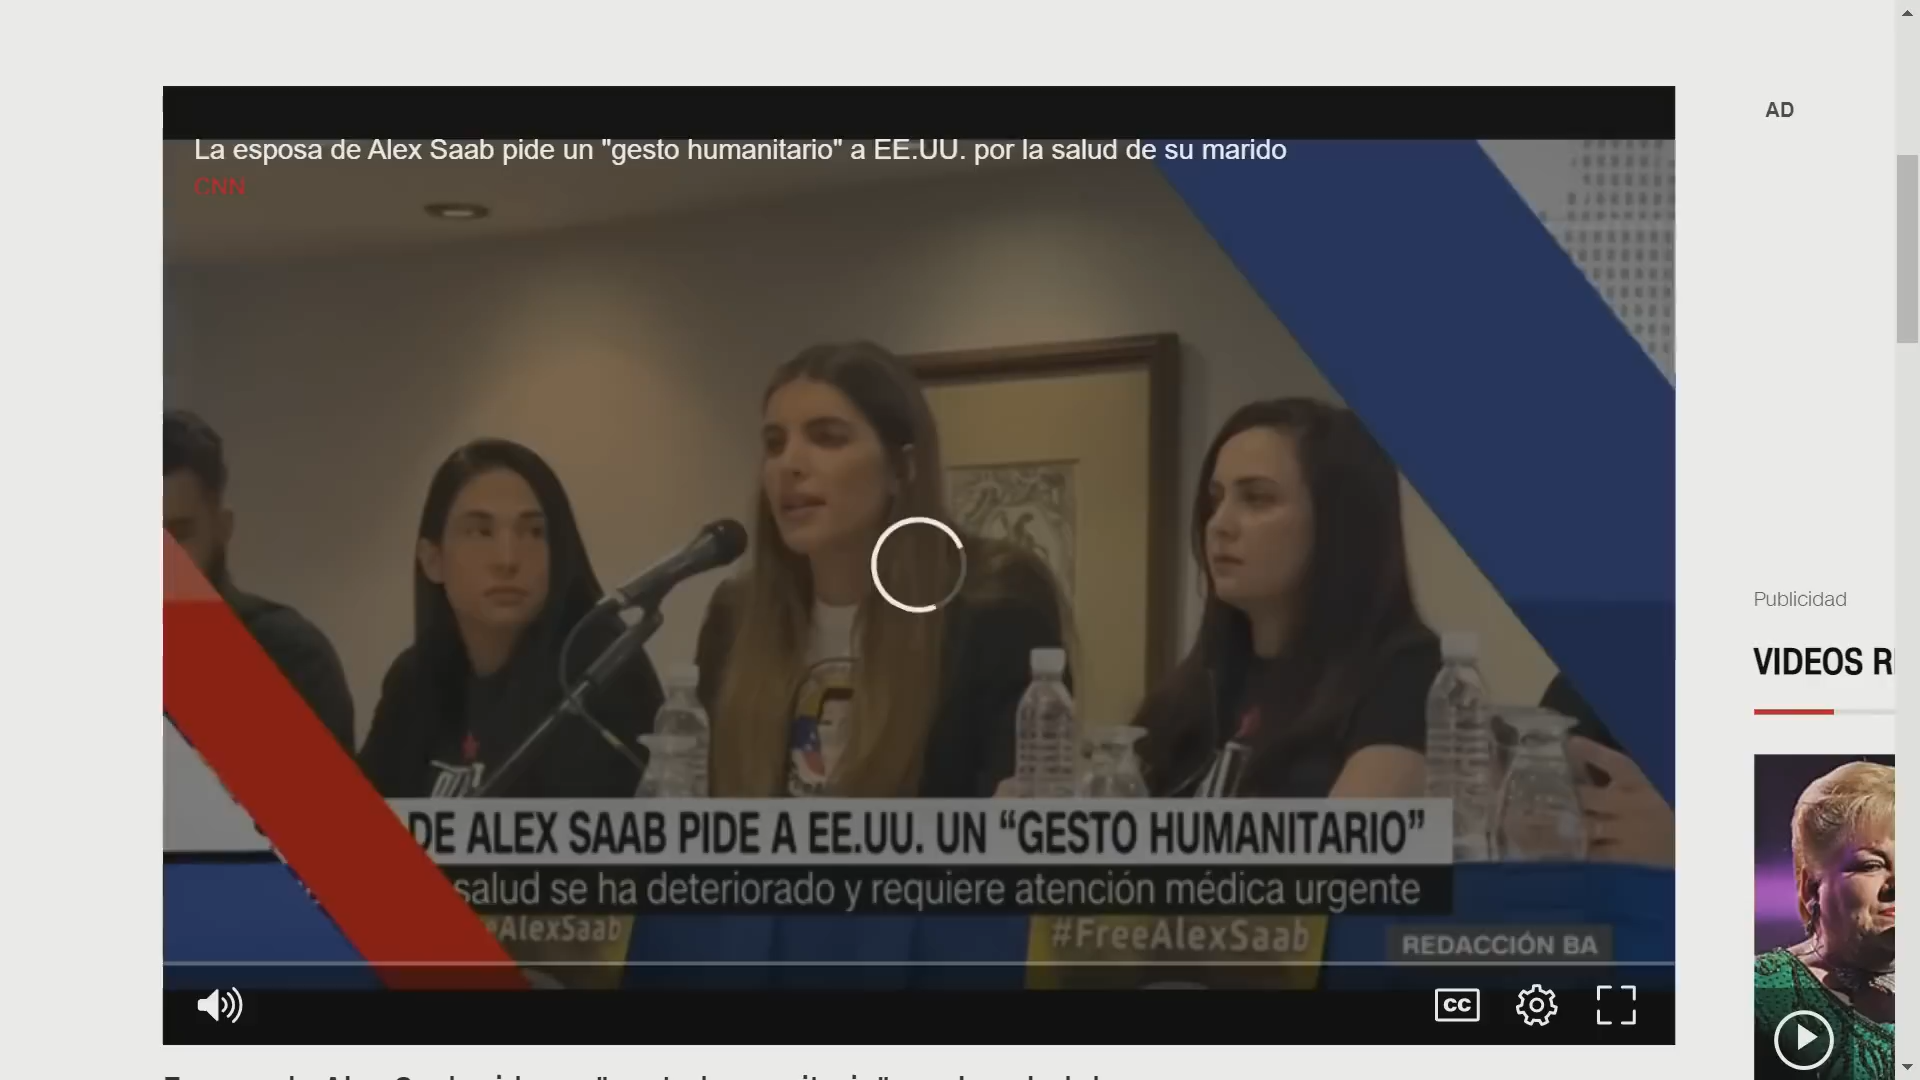 AD
La esposa de Alex Saab pide un "gesto humanitario" a EE.UU. por la salud de su marido
CNN
Publicidad
VIDEOS
DE ALEX SAAB PIDE A EE.UU. UN “GESTO HUMANITARIO”
salud se ha deteriorado y requiere atención médica urgente
eAlexSaab
#FreeAlexSaab
REDACCIÓN BA
CC